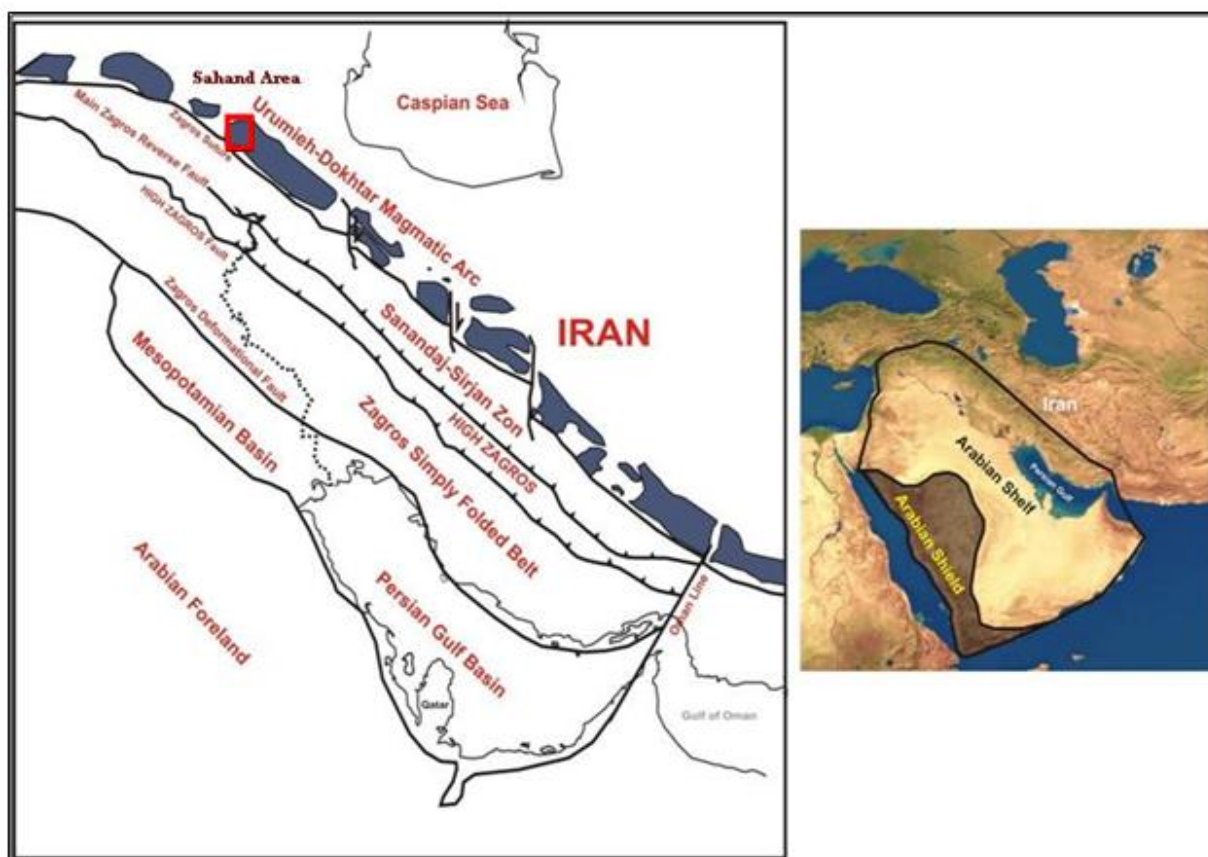 Sahand Area
Caspian Sea
Urumieh-Dokhtar Magmatic Arc
Main Zagros Reverse Fault
Zagros Suture
HIGH ZAGROS Fault
Zagros Deformational Fault
Mesopotamian Basin
Sanandaj-Sirjan Zon
IRAN
HIGH ZAGROS
Zagros Simply Folded Belt
Arabian Foreland
Persian Gulf Basin
Qatar
Oman Line
Gulf of Oman
Iran
Arabian Shelf
Persian Gulf
Arabian Shield